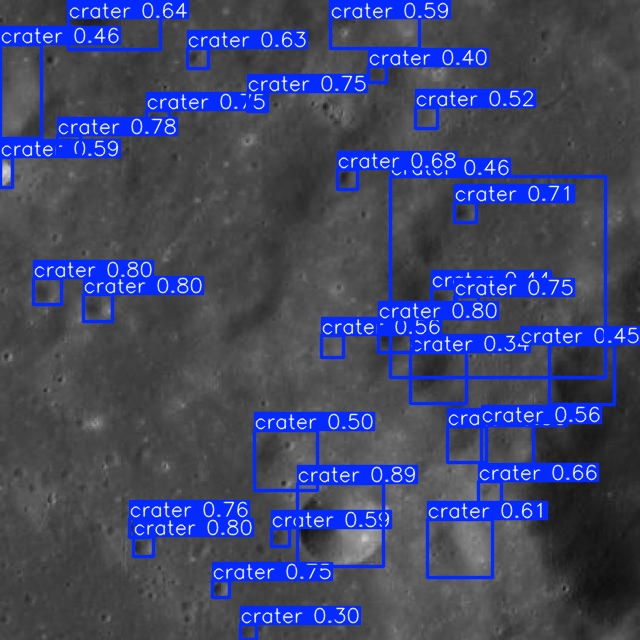 crater 0.64
crater 0.59
crater 0.46
crater 0.63
crater 0.40
crater 0.75
crater 0.75
crater 0.52
crater 0.78
crater 0.59
crater 0.68
crater 0.46
crater 0.71
crater 0.80
crater 0.80
crater 0.44
crater 0.75
crater 0.80
crater 0.56
crater 0.34
crater 0.45
crater 0.50
cra
crater 0.56
crater 0.89
crater 0.66
crater 0.76
crater 0.61
crater 0.59
crater 0.80
crater 0.75
crater 0.30